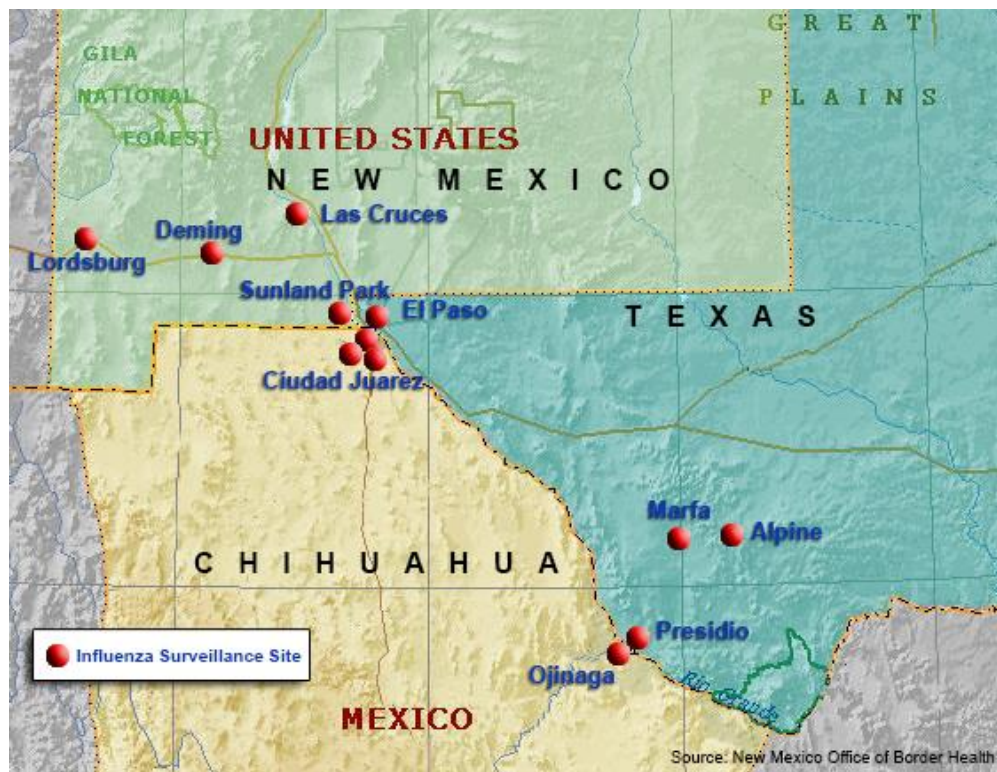 GREAT
PLAINS
GILA
NATIONAL
FOREST
UNITED STATES
NEW MEXICO
Las Cruces
Deming
Lordsburg
Sunland Park
El Paso
TEXAS
Ciudad Juarez
Marfa
Alpine
CHIHUAHUA
Presidio
Influenza Surveillance Site
Ojinaga
Rio Grande
MEXICO
Source: New Mexico Office of Border Health